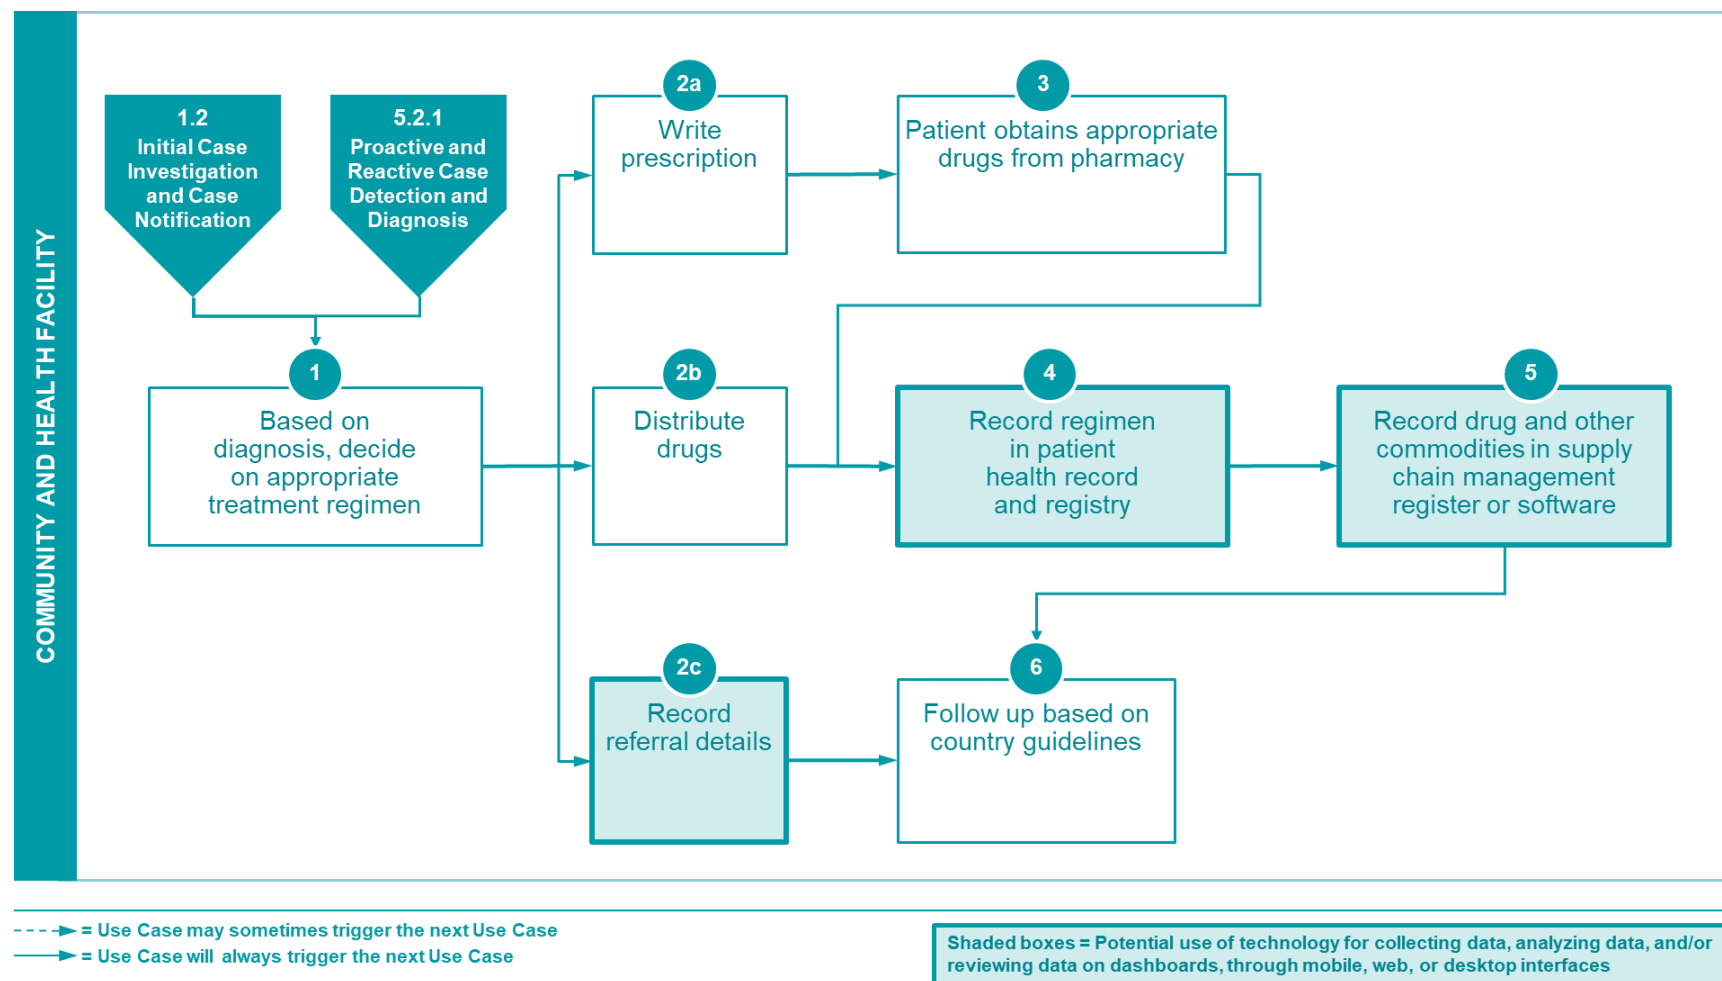 COMMUNITY AND HEALTH FACILITY
1.2
Initial Case
Investigation
and Case
Notification
5.2.1
Proactive and
Reactive Case
Detection and
Diagnosis
1
Based on
diagnosis, decide
on appropriate
treatment regimen
2a
Write
prescription
3
Patient obtains appropriate
drugs from pharmacy
2b
Distribute
drugs
4
Record regimen
in patient
health record
and registry
5
Record drug and other
commodities in supply
chain management
register or software
2c
Record
referral details
6
Follow up based on
country guidelines
= Use Case may sometimes trigger the next Use Case
= Use Case will always trigger the next Use Case
Shaded boxes = Potential use of technology for collecting data, analyzing data, and/or
reviewing data on dashboards, through mobile, web, or desktop interfaces